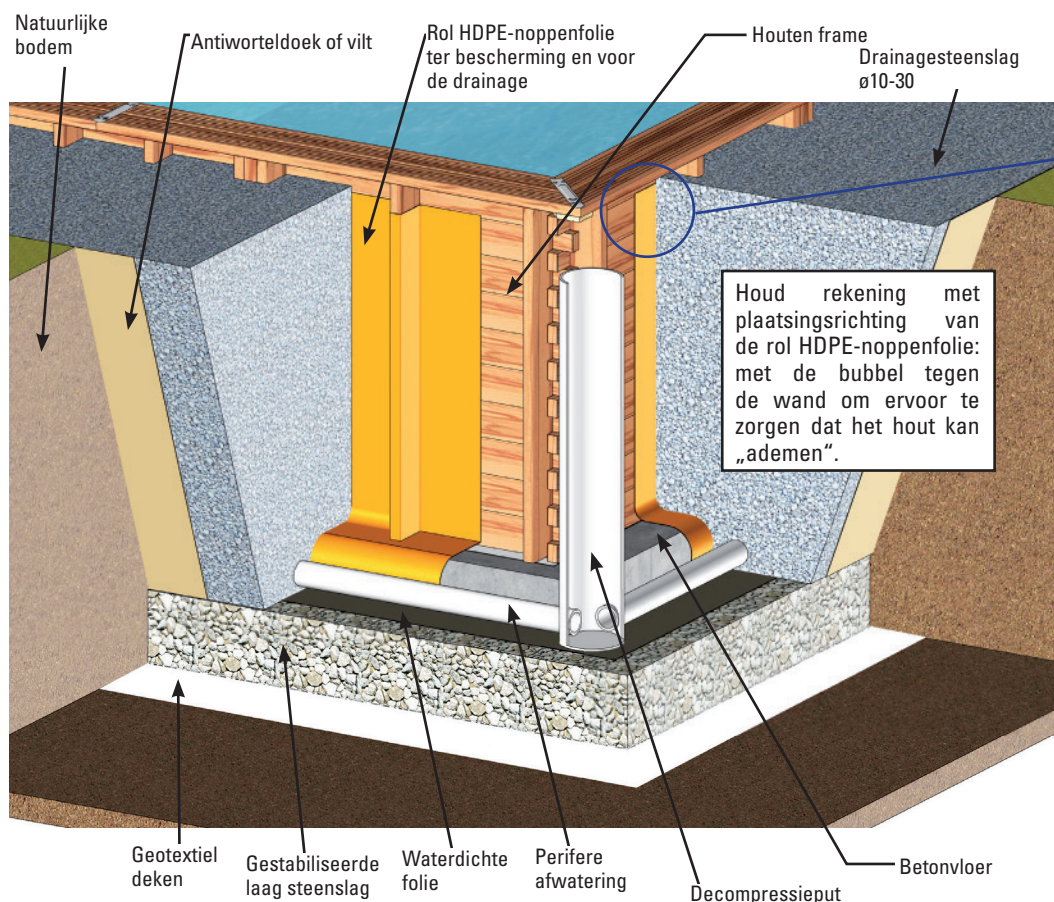 Natuurlijke
bodem
Antiworteldoek of vilt
Rol HDPE-noppenfolie
ter bescherming en voor
de drainage
Houten frame
Drainagesteenslag
ø10-30
Houd rekening met
plaatsingsrichting van
de rol HDPE-noppenfolie:
met de bubbel tegen
de wand om ervoor te
zorgen dat het hout kan
„ademen“.
Geotextiel
deken
Gestabiliseerde
laag steenslag
Waterdichte
folie
Perifere
afwatering
Decompressieput
Betonvloer